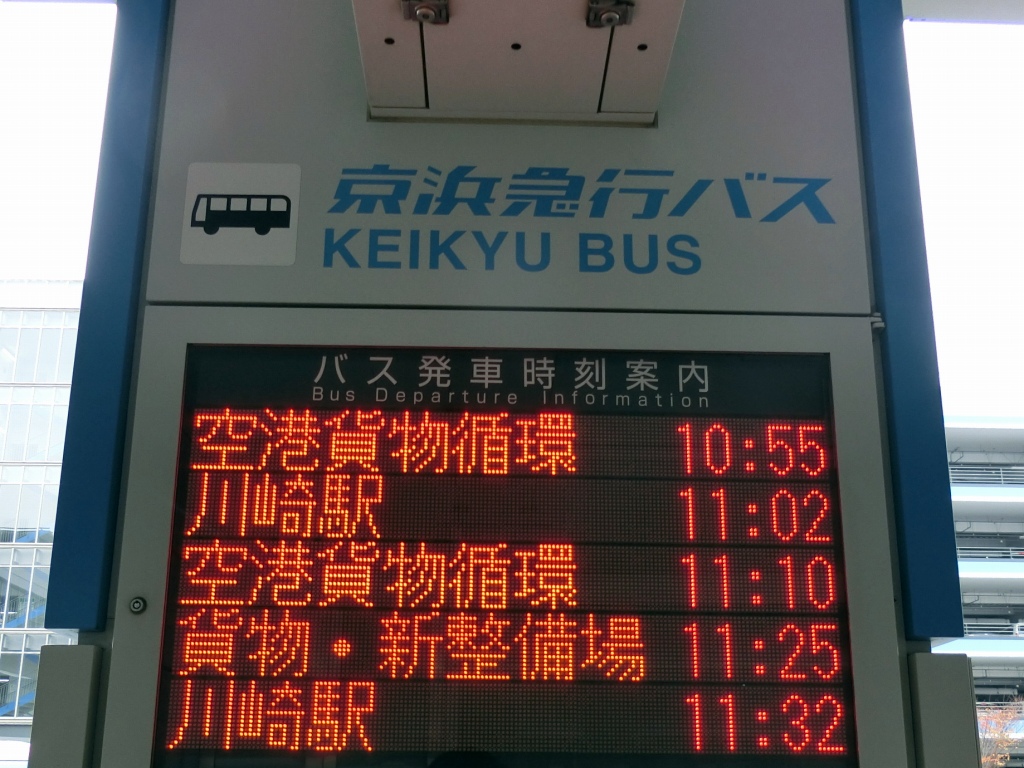 京浜急行バス
KEIKYU BUS
バス発車時刻案内
Bus Departure Information
空港貨物循環 10:55
川崎駅 11:02
空港貨物循環 11:10
貨物・新整備場 11:25
川崎駅 11:32